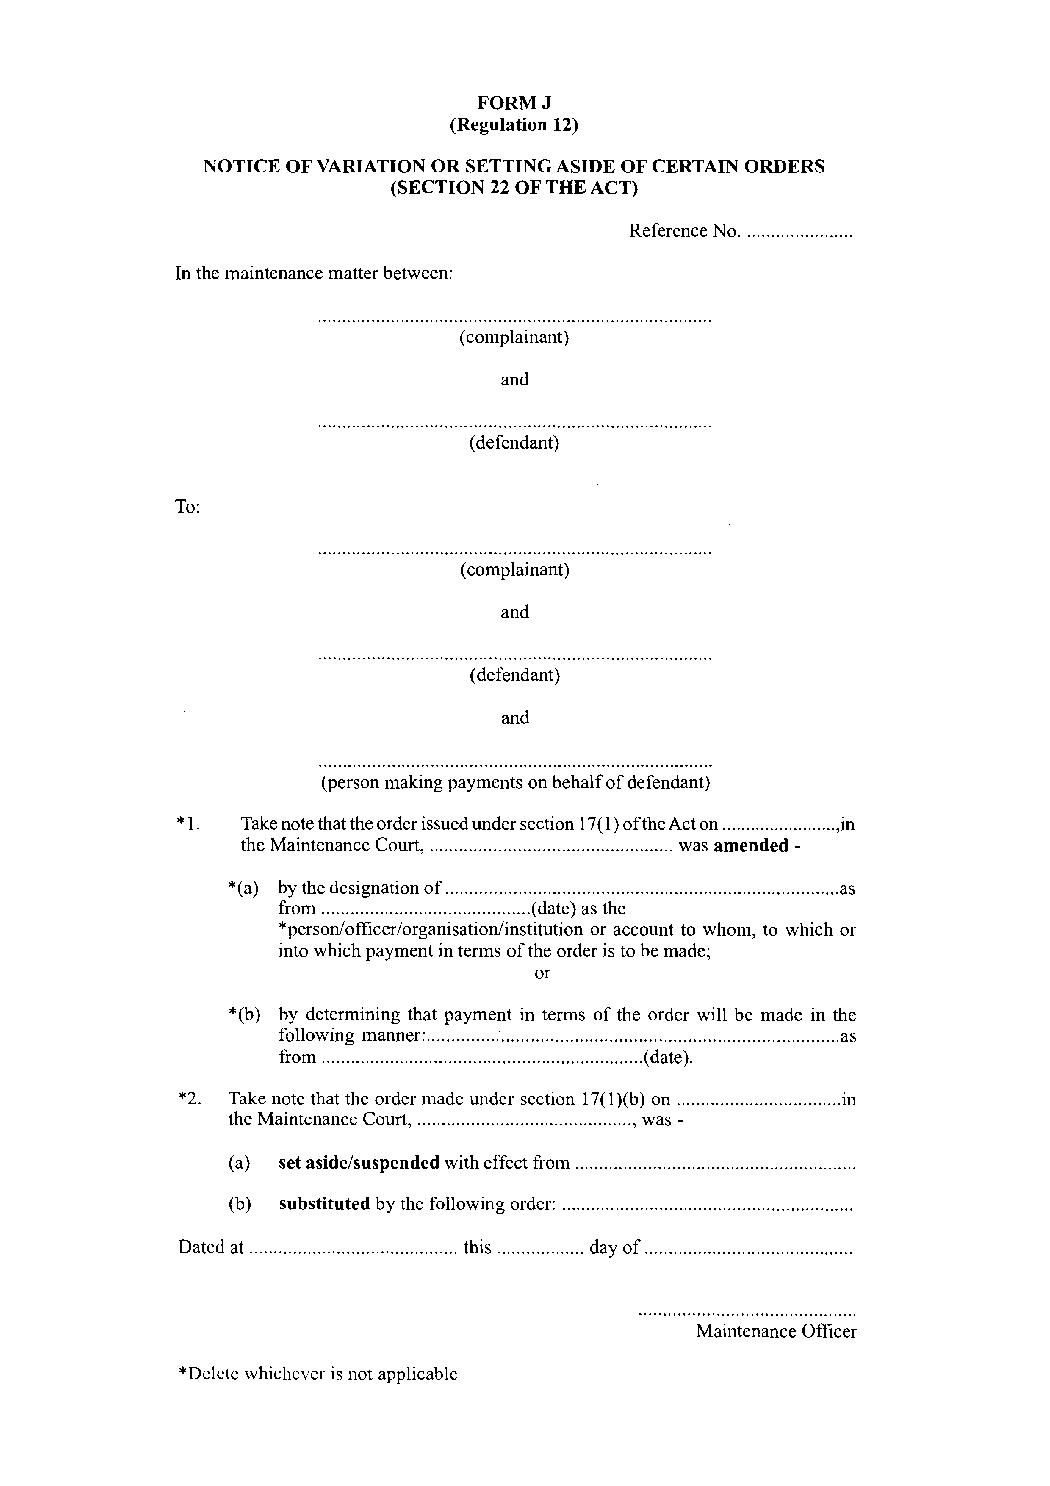 FORM J
(Regulation 12)
NOTICE OF VARIATION OR SETTING ASIDE OF CERTAIN ORDERS
(SECTION 22 OF THE ACT)
Reference No. ......................
In the maintenance matter between:
.................................................................................
(complainant)
and
.................................................................................
(defendant)
To:
.................................................................................
(complainant)
and
.................................................................................
(defendant)
and
.................................................................................
(person making payments on behalf of defendant)
*1. Take note that the order issued under section 17(1) of the Act on ........................,in
the Maintenance Court, .................................................. was amended -
*(a) by the designation of .................................................................................as
from ...........................................(date) as the
*person/officer/organisation/institution or account to whom, to which or
into which payment in terms of the order is to be made;
or
*(b) by determining that payment in terms of the order will be made in the
following manner:.....................................................................................as
from ..................................................................(date).
*2. Take note that the order made under section 17(1)(b) on ..................................in
the Maintenance Court, ............................................, was -
(a) set aside/suspended with effect from ..........................................................
(b) substituted by the following order: ............................................................
Dated at ........................................... this .................. day of ...........................................
.............................................
Maintenance Officer
*Delete whichever is not applicable